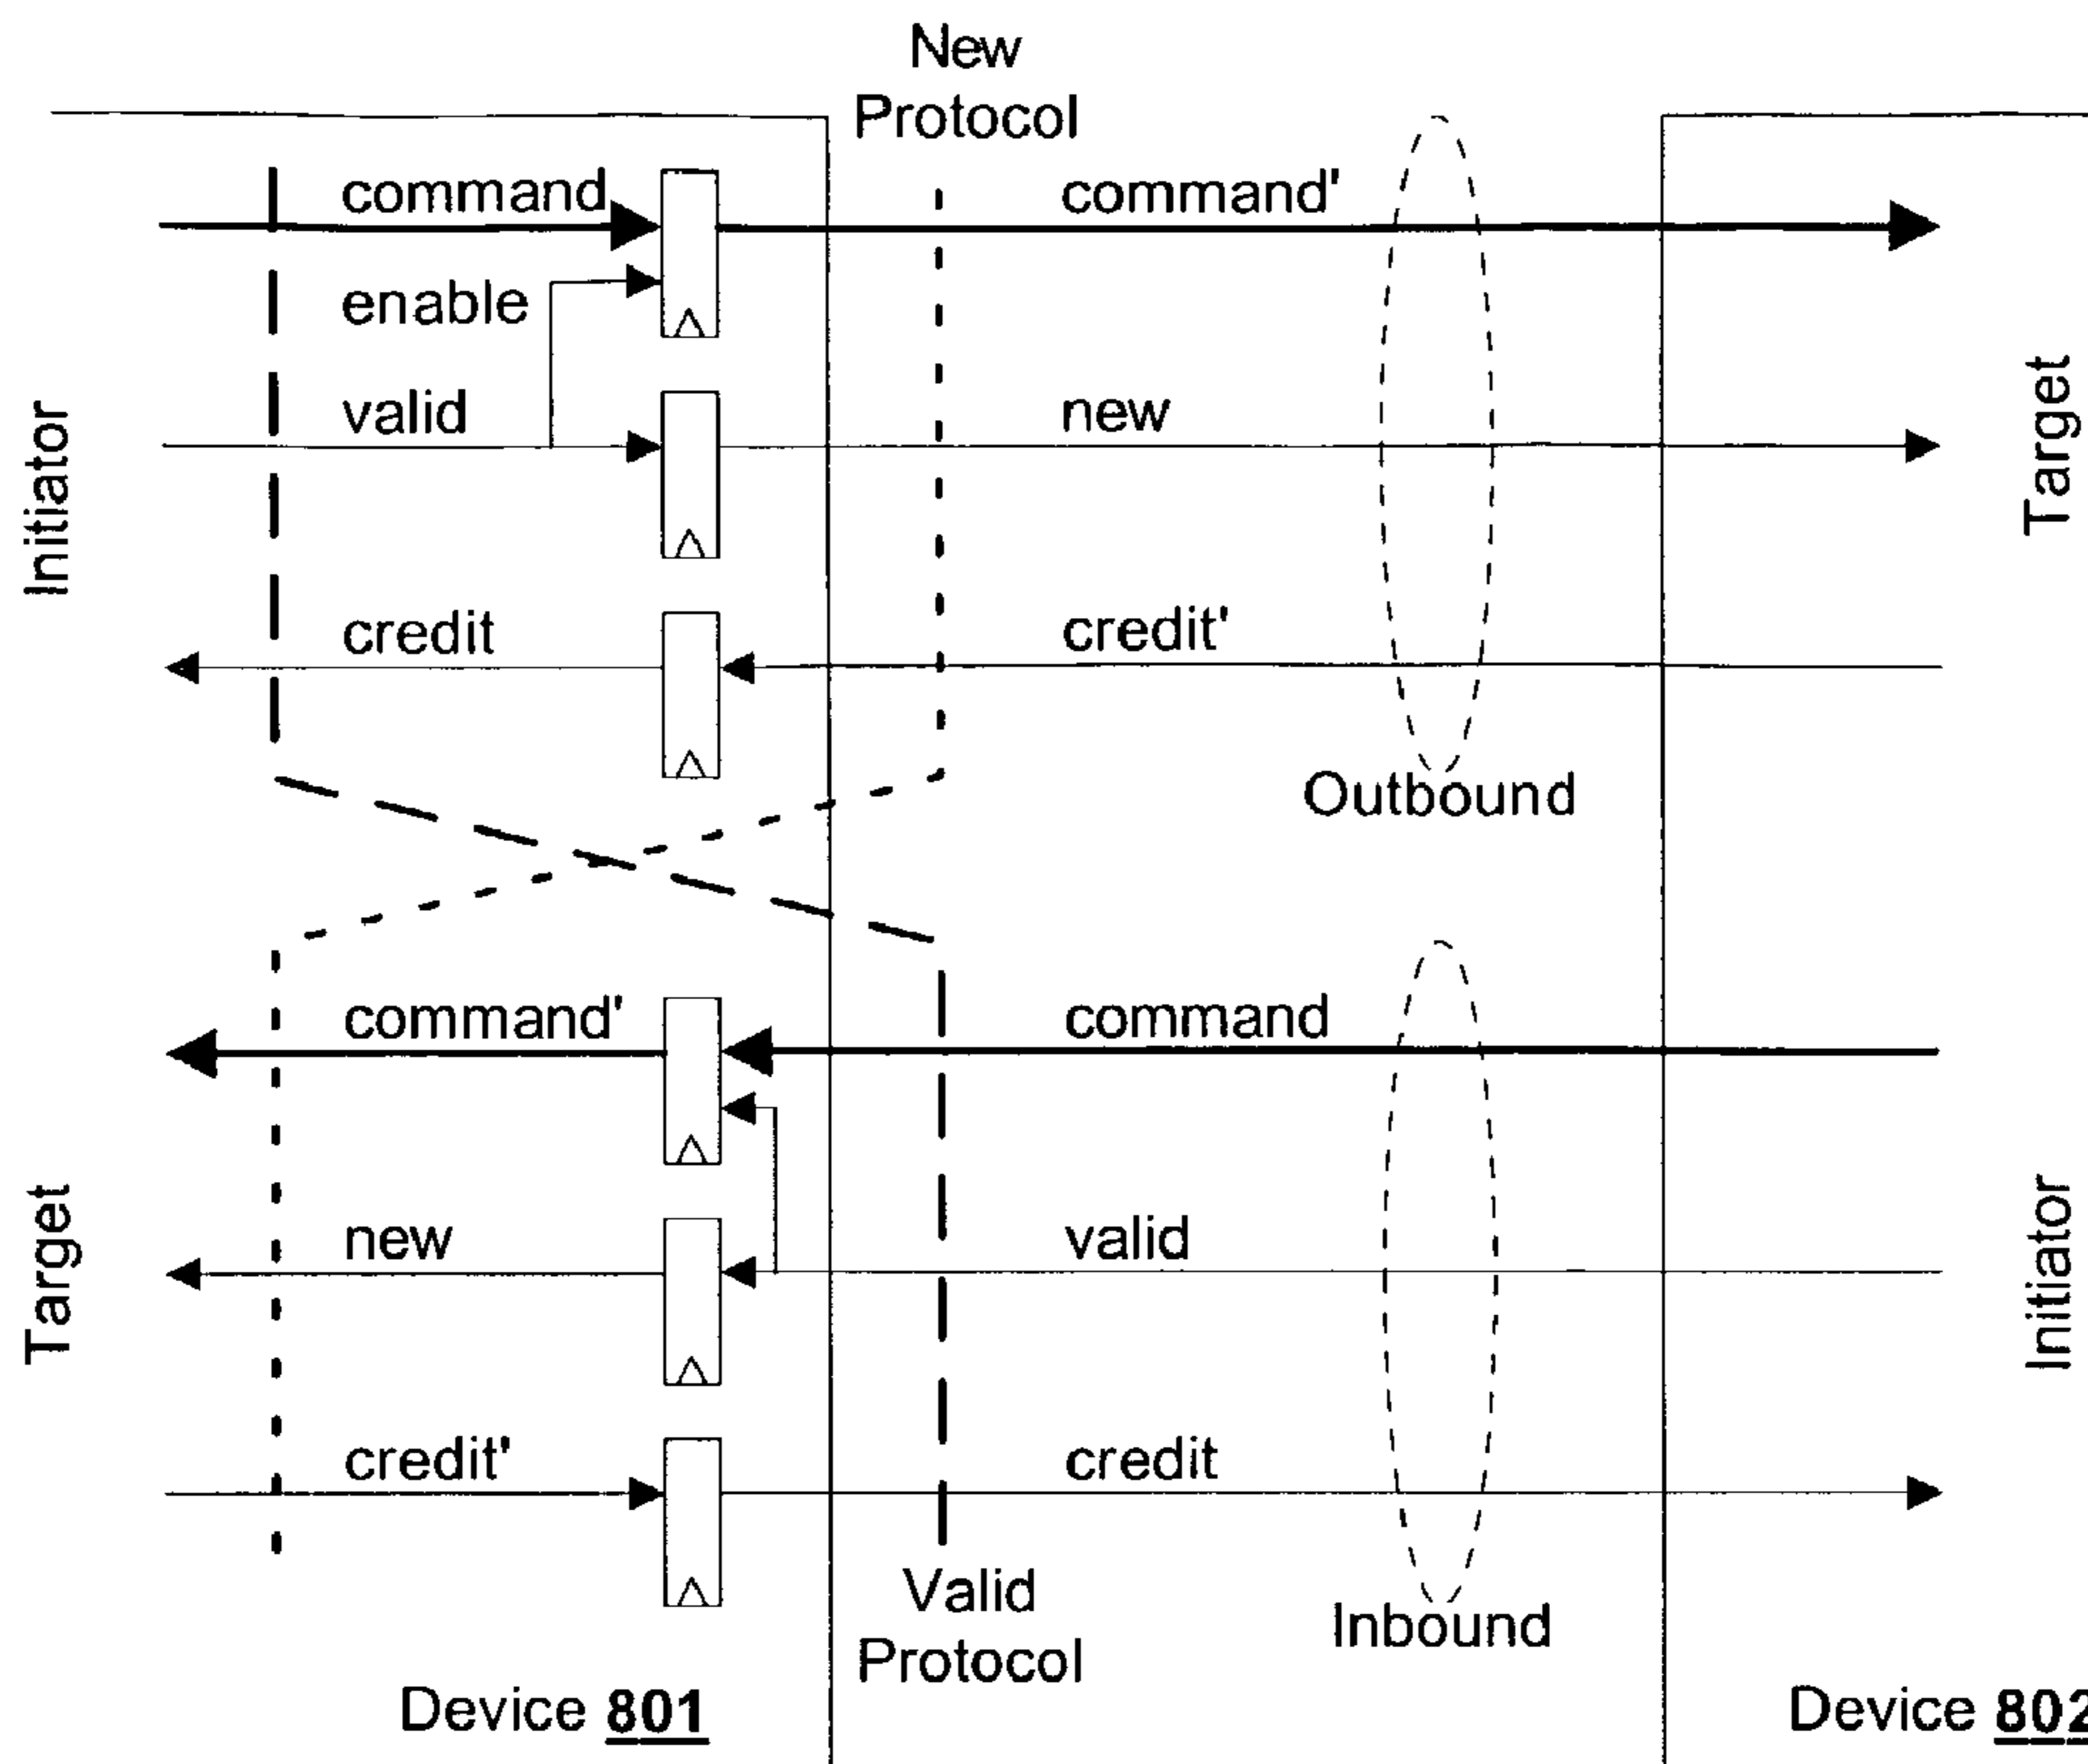 New
Protocol
command
command'
enable
valid
new
Initiator
Target
credit
credit'
Outbound
command'
command
new
valid
Target
Initiator
credit'
credit
Valid
Protocol
Inbound
Device 801
Device 802